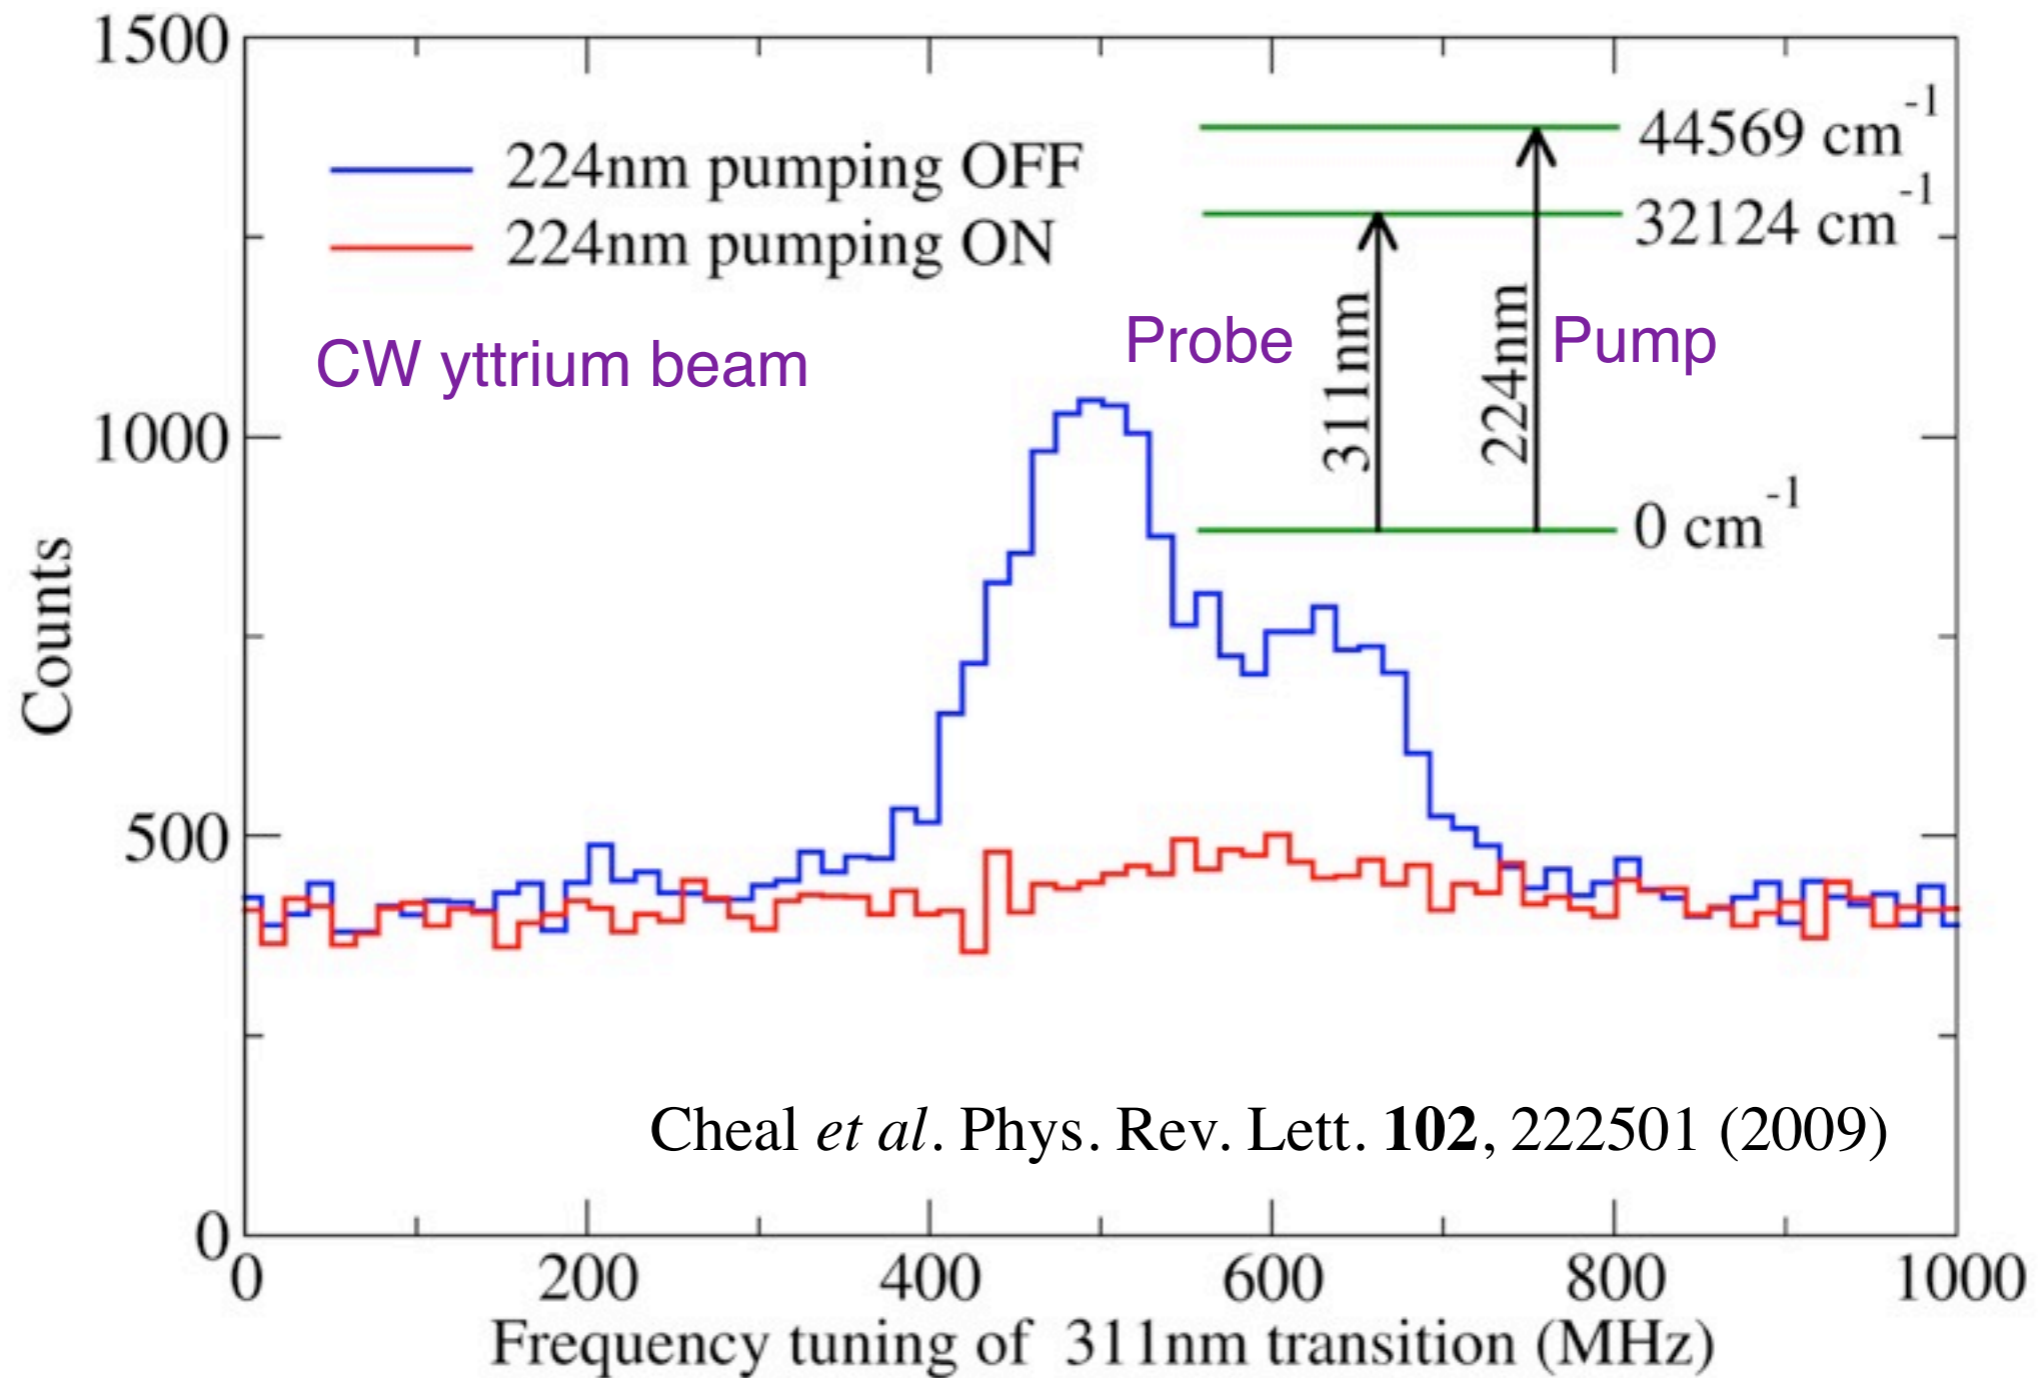 1500
1000
500
0
Counts
224nm pumping OFF
224nm pumping ON
CW yttrium beam
44569 cm-1
32124 cm-1
Probe
311nm
224nm
Pump
0 cm-1
Cheal et al. Phys. Rev. Lett. 102, 222501 (2009)
0 200 400 600 800 1000
Frequency tuning of 311nm transition (MHz)